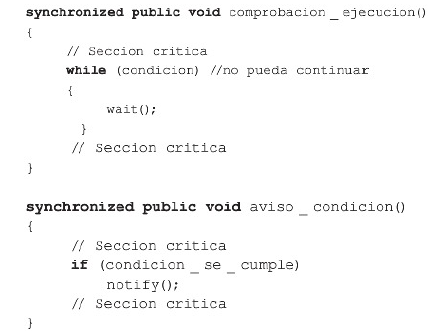 synchronized public void comprobacion _ ejecucion()
{
// Seccion critica
while (condicion) //no pueda continuar
{
wait();
}
// Seccion critica
}
synchronized public void aviso _ condicion()
{
// Seccion critica
if (condicion _ se _ cumple)
notify();
// Seccion critica
}